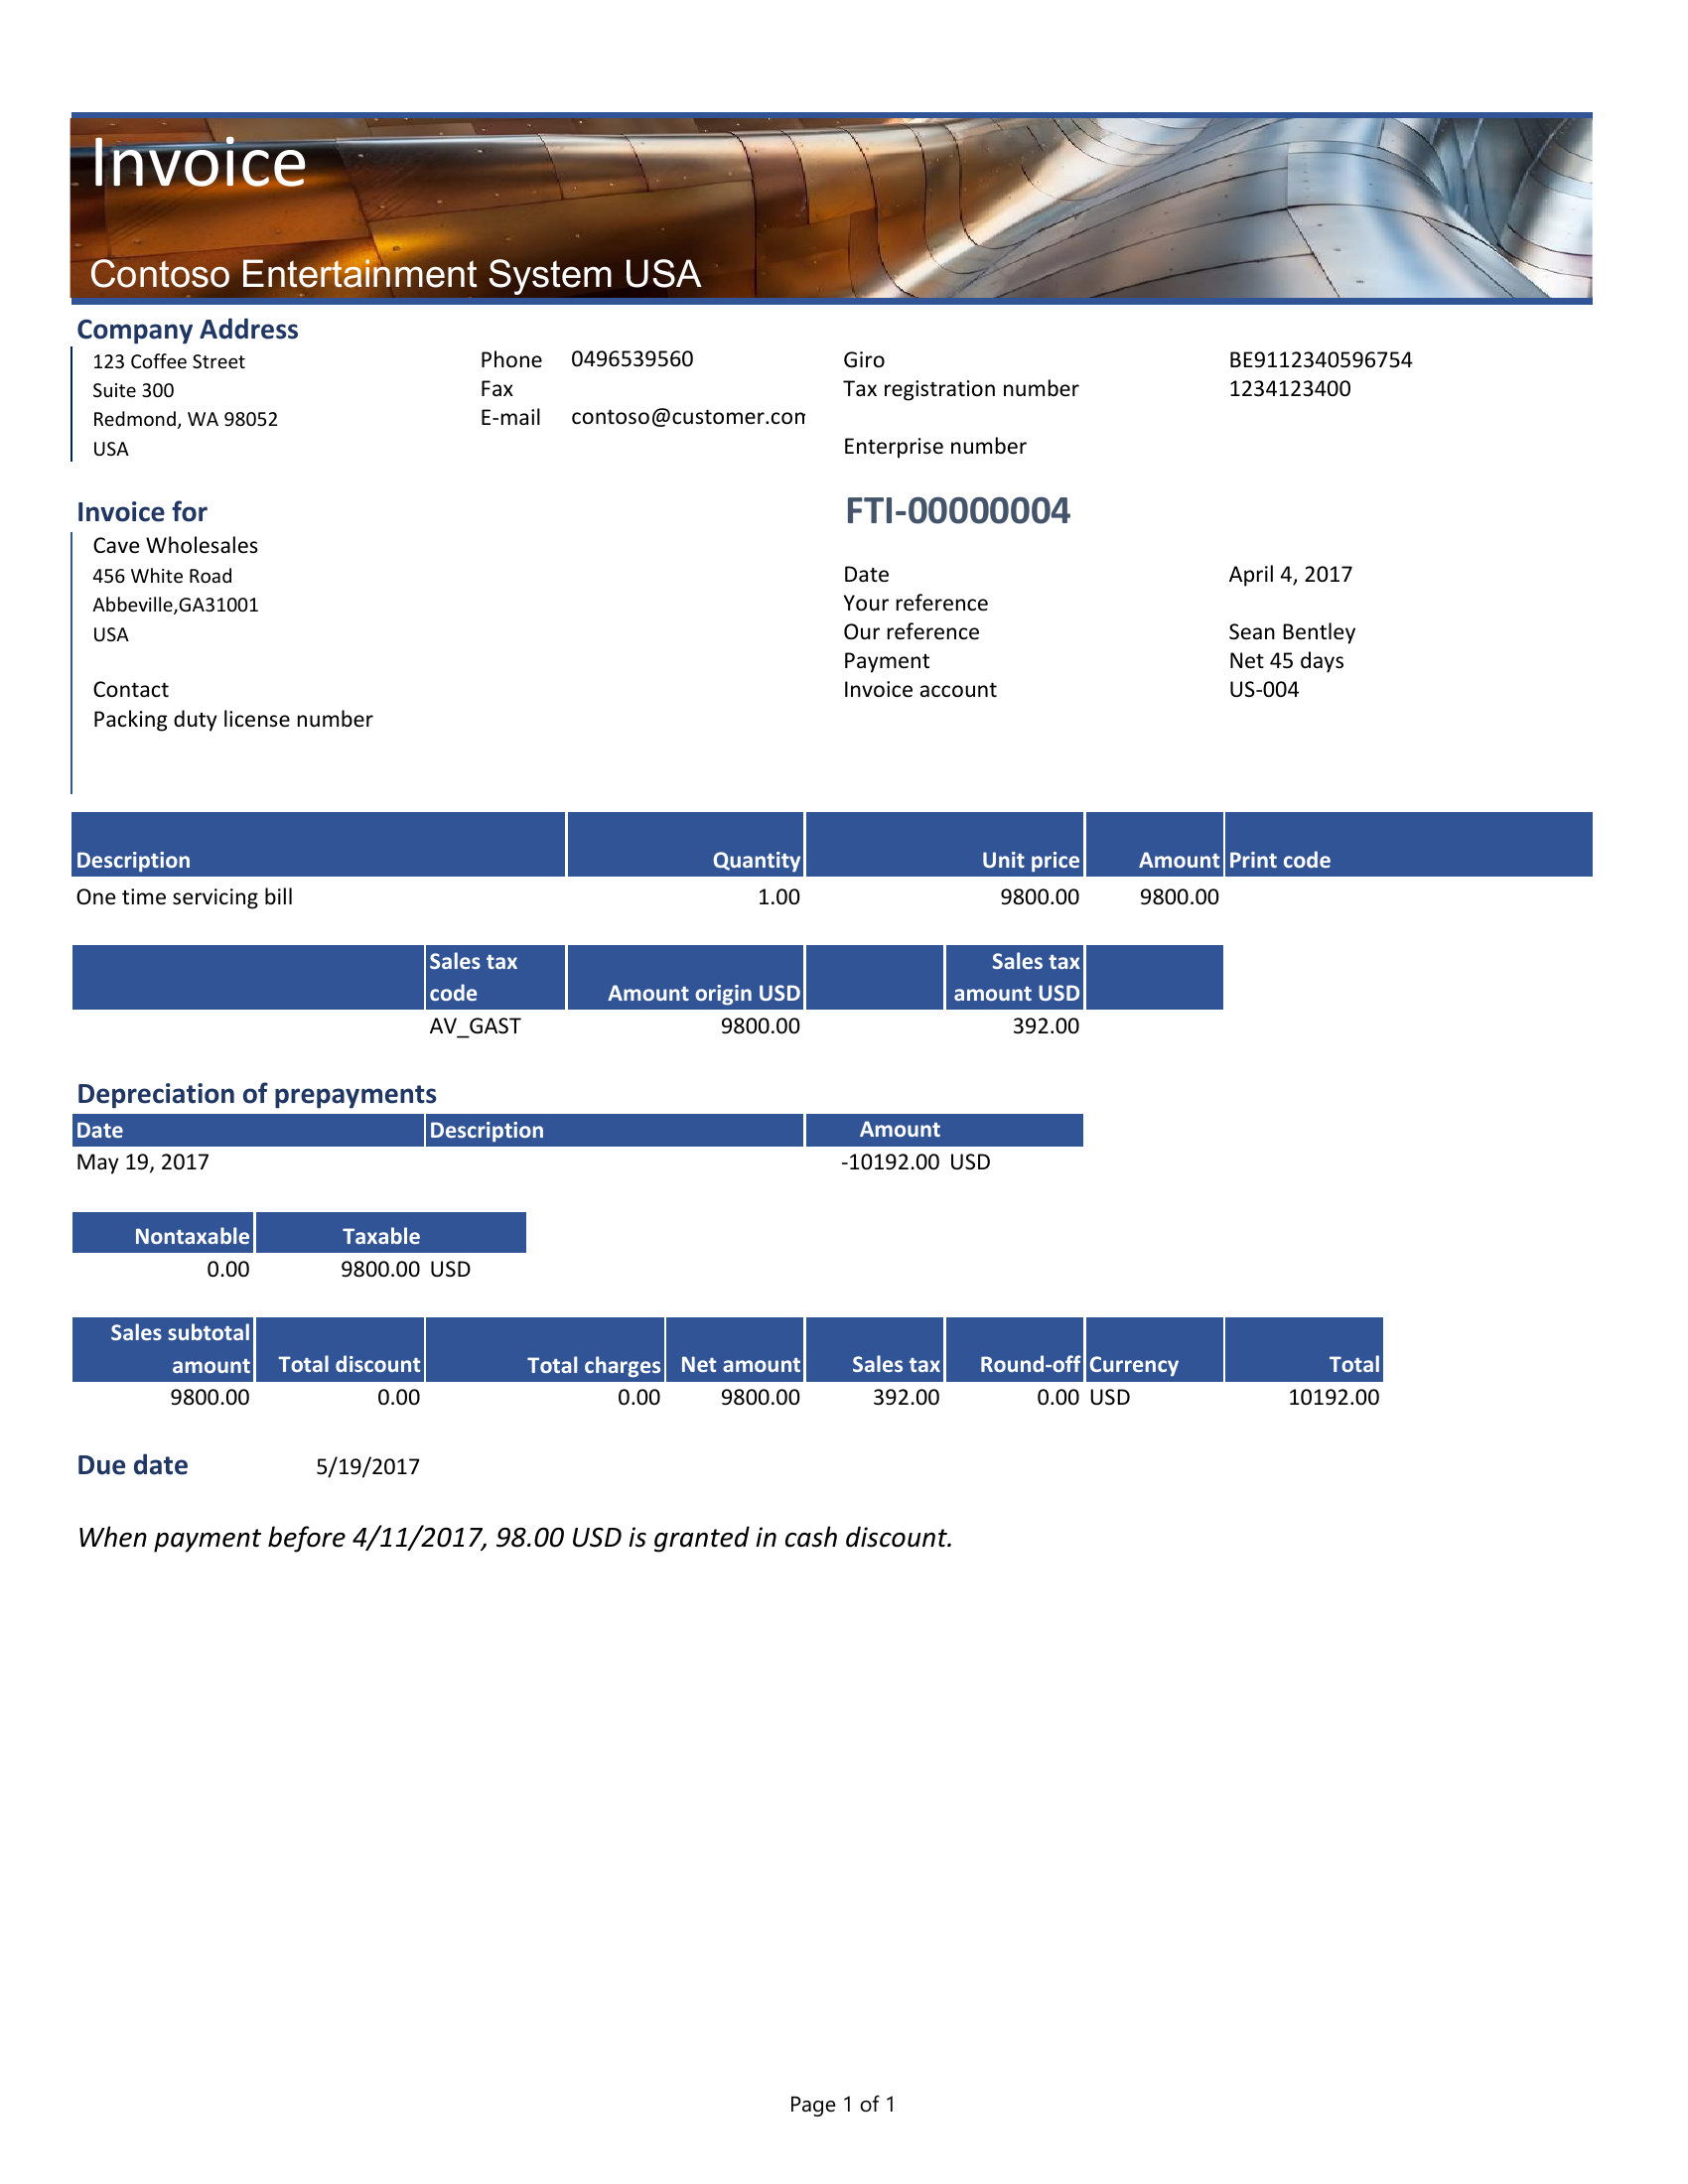 Invoice
Contoso Entertainment System USA
Company Address
123 Coffee Street
Suite 300
Redmond, WA 98052
USA
Phone 0496539560
Fax
E-mail contoso@customer.com
Giro BE9112340596754
Tax registration number 1234123400
Enterprise number
Invoice for
Cave Wholesales
456 White Road
Abbeville,GA31001
USA
Contact
Packing duty license number
FTI-00000004
Date April 4, 2017
Your reference
Our reference Sean Bentley
Payment Net 45 days
Invoice account US-004
Description Quantity Unit price Amount Print code
One time servicing bill 1.00 9800.00 9800.00
Sales tax code Amount origin USD Sales tax amount USD
AV_GAST 9800.00 392.00
Depreciation of prepayments
Date Description Amount
May 19, 2017 -10192.00 USD
Nontaxable Taxable
0.00 9800.00 USD
Sales subtotal amount Total discount Total charges Net amount Sales tax Round-off Currency Total
9800.00 0.00 0.00 9800.00 392.00 0.00 USD 10192.00
Due date 5/19/2017
When payment before 4/11/2017, 98.00 USD is granted in cash discount.
Page 1 of 1